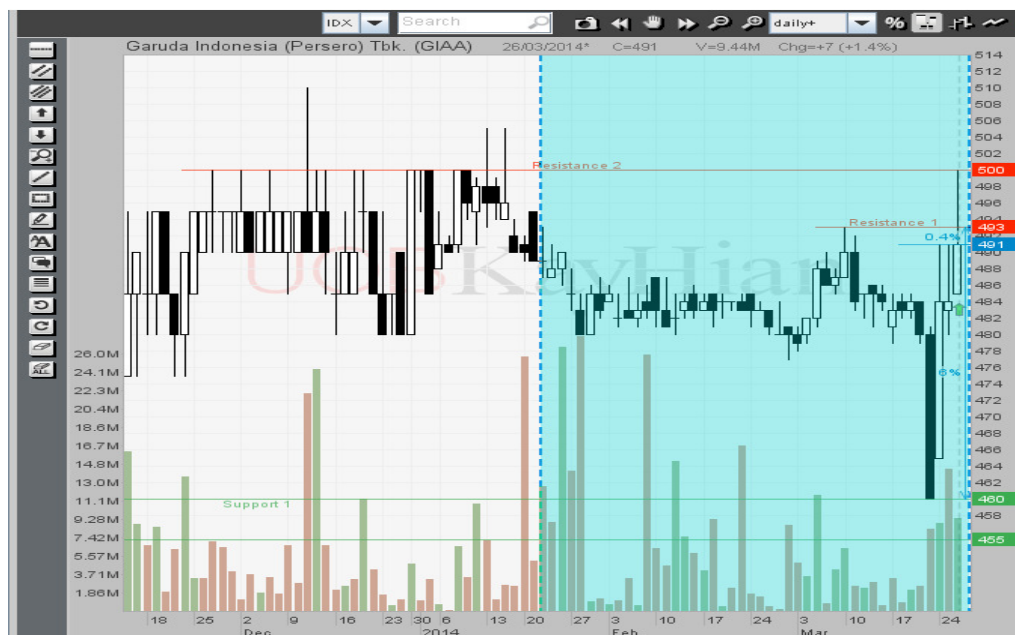 IDX Search daily+ %
Garuda Indonesia (Persero) Tbk. (GIAA) 26/03/2014* C=491 V=9.44M Chg=+7 (+1.4%)
514
512
510
508
506
504
502
Resistance 2
500
498
496
494
Resistance 1
493
492
0.4%
491
UOBKayHian
488
486
484
482
480
478
26.0M
476
24.1M
6%
474
22.3M
472
20.4M
470
18.6M
468
16.7M
466
14.8M
464
13.0M
462
11.1M
460
Support 1
9.28M
458
7.42M
455
5.57M
3.71M
1.86M
ALL
18 25 2 9 16 23 30 6 13 20 27 3 10 17 24 3 10 17 24
Dec 2014 Feb Mar